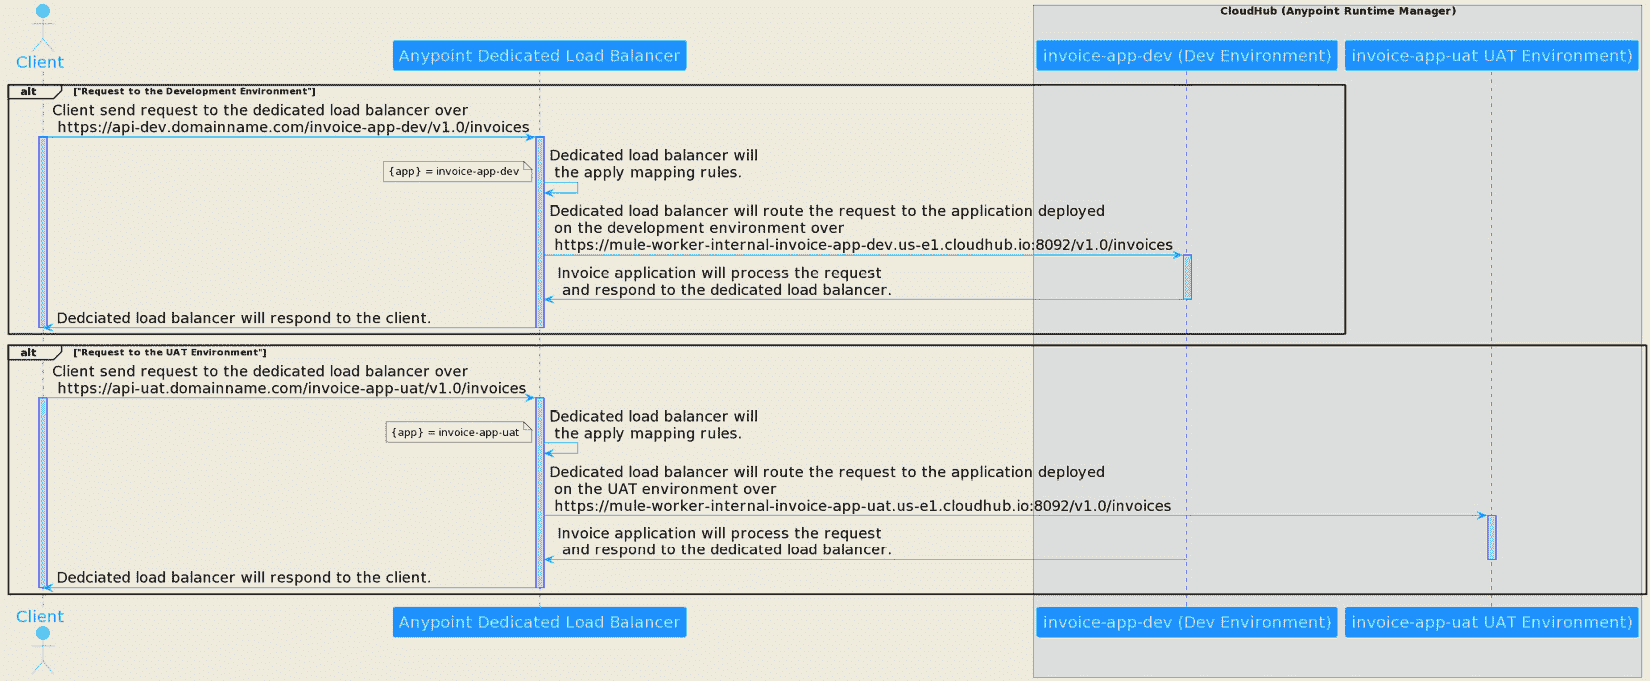 CloudHub (Anypoint Runtime Manager)
Client
Anypoint Dedicated Load Balancer
invoice-app-dev (Dev Environment)
invoice-app-uat UAT Environment)
alt
["Request to the Development Environment"]
Client send request to the dedicated load balancer over
https://api-dev.domainname.com/invoice-app-dev/v1.0/invoices
Dedicated load balancer will
the apply mapping rules.
{app} = invoice-app-dev
Dedicated load balancer will route the request to the application deployed
on the development environment over
https://mule-worker-internal-invoice-app-dev.us-e1.cloudhub.io:8092/v1.0/invoices
Invoice application will process the request
and respond to the dedicated load balancer.
Dedciated load balancer will respond to the client.
alt
["Request to the UAT Environment"]
Client send request to the dedicated load balancer over
https://api-uat.domainname.com/invoice-app-uat/v1.0/invoices
Dedicated load balancer will
the apply mapping rules.
{app} = invoice-app-uat
Dedicated load balancer will route the request to the application deployed
on the UAT environment over
https://mule-worker-internal-invoice-app-uat.us-e1.cloudhub.io:8092/v1.0/invoices
Invoice application will process the request
and respond to the dedicated load balancer.
Dedciated load balancer will respond to the client.
Client
Anypoint Dedicated Load Balancer
invoice-app-dev (Dev Environment)
invoice-app-uat UAT Environment)